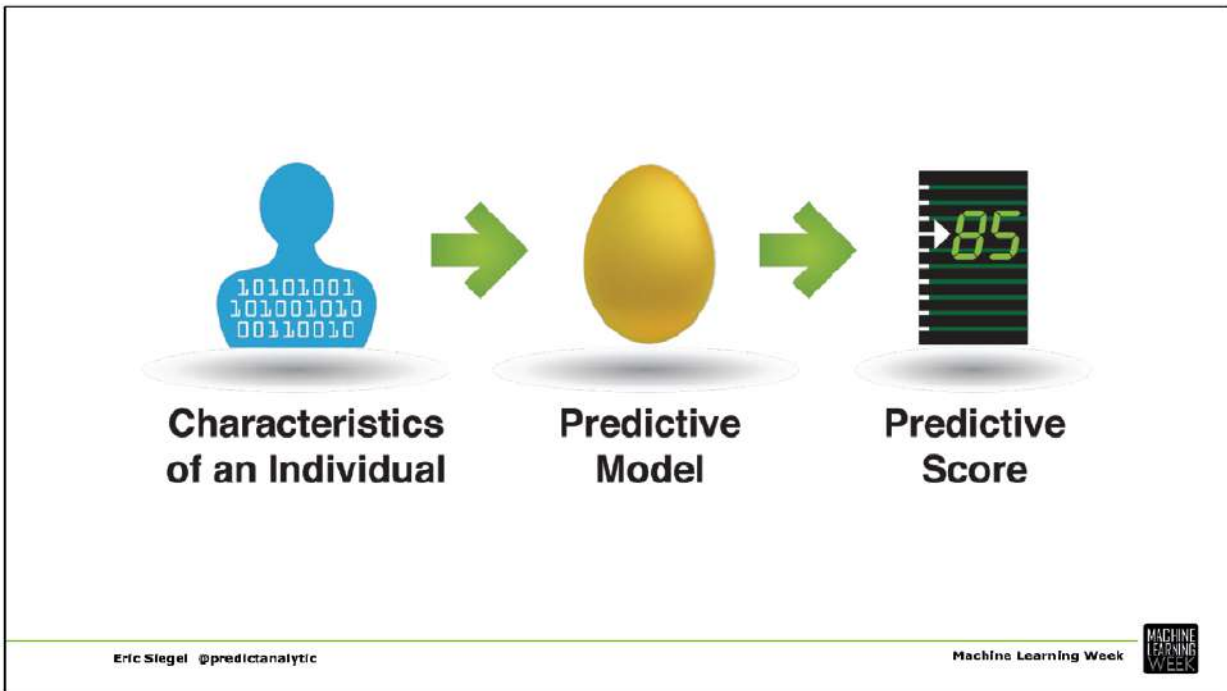 10101001
101001010
00110010
85
Characteristics
of an Individual
Predictive
Model
Predictive
Score
Eric Siegel @predictanalytic
Machine Learning Week
MACHINE
LEARNING
WEEK